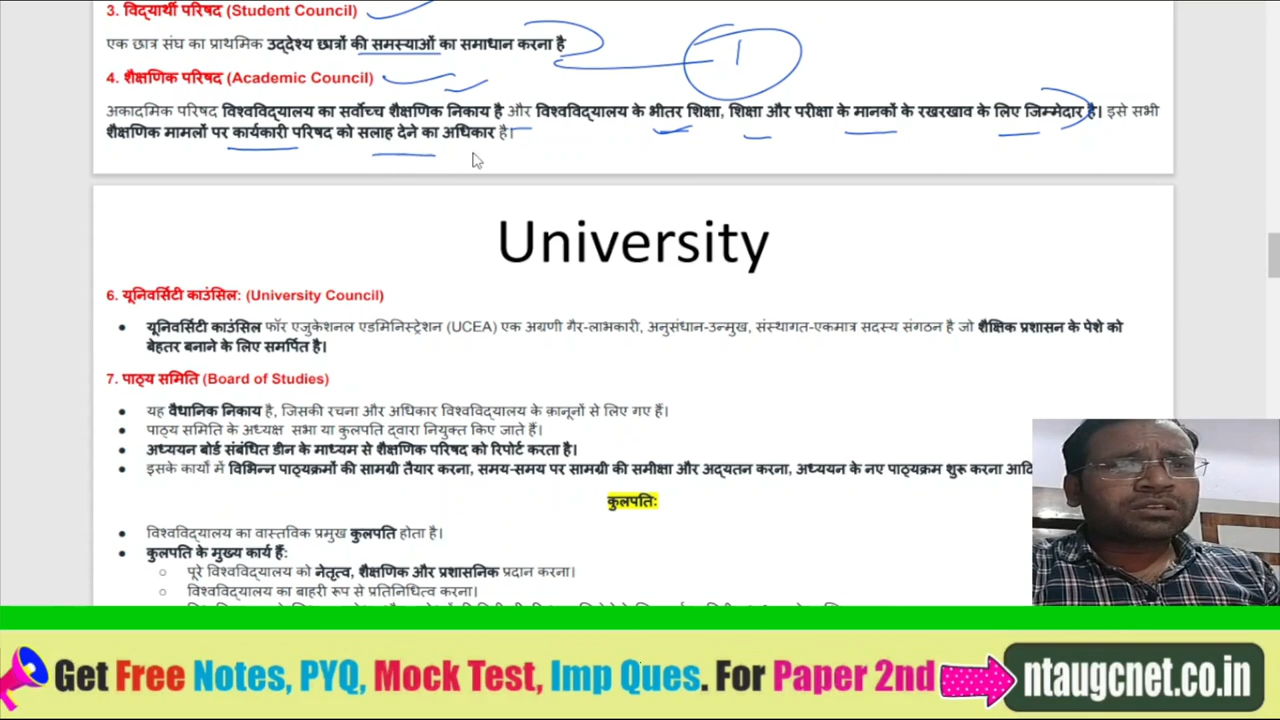 3. विद्यार्थी परिषद (Student Council)
एक छात्र संघ का प्राथमिक उद्देश्य छात्रों की समस्याओं का समाधान करना है
1
4. शैक्षणिक परिषद (Academic Council)
अकादमिक परिषद विश्वविद्यालय का सर्वोच्च शैक्षणिक निकाय है और विश्वविद्यालय के भीतर शिक्षा, शिक्षा और परीक्षा के मानकों के रखरखाव के लिए जिम्मेदार है। इसे सभी
शैक्षणिक मामलों पर कार्यकारी परिषद को सलाह देने का अधिकार है।
University
6. यूनिवर्सिटी काउंसिल: (University Council)
• यूनिवर्सिटी काउंसिल फॉर एजुकेशनल एडमिनिस्ट्रेशन (UCEA) एक अग्रणी गैर-लाभकारी, अनुसंधान-उन्मुख, संस्थागत-एकमात्र सदस्य संगठन है जो शैक्षिक प्रशासन के पेशे को
बेहतर बनाने के लिए समर्पित है।
7. पाठ्य समिति (Board of Studies)
• यह वैधानिक निकाय है, जिसकी रचना और अधिकार विश्वविद्यालय के क़ानूनों से लिए गए हैं।
• पाठ्य समिति के अध्यक्ष सभा या कुलपति द्वारा नियुक्त किए जाते हैं।
• अध्ययन बोर्ड संबंधित डीन के माध्यम से शैक्षणिक परिषद को रिपोर्ट करता है।
• इसके कार्यों में विभिन्न पाठ्यक्रमों की सामग्री तैयार करना, समय-समय पर सामग्री की समीक्षा और अद्यतन करना, अध्ययन के नए पाठ्यक्रम शुरू करना आदि
कुलपति:
• विश्वविद्यालय का वास्तविक प्रमुख कुलपति होता है।
• कुलपति के मुख्य कार्य हैं:
○ पूरे विश्वविद्यालय को नेतृत्व, शैक्षणिक और प्रशासनिक प्रदान करना।
○ विश्वविद्यालय का बाहरी रूप से प्रतिनिधित्व करना।
Get Free Notes, PYQ, Mock Test, Imp Ques. For Paper 2nd
ntaugcnet.co.in